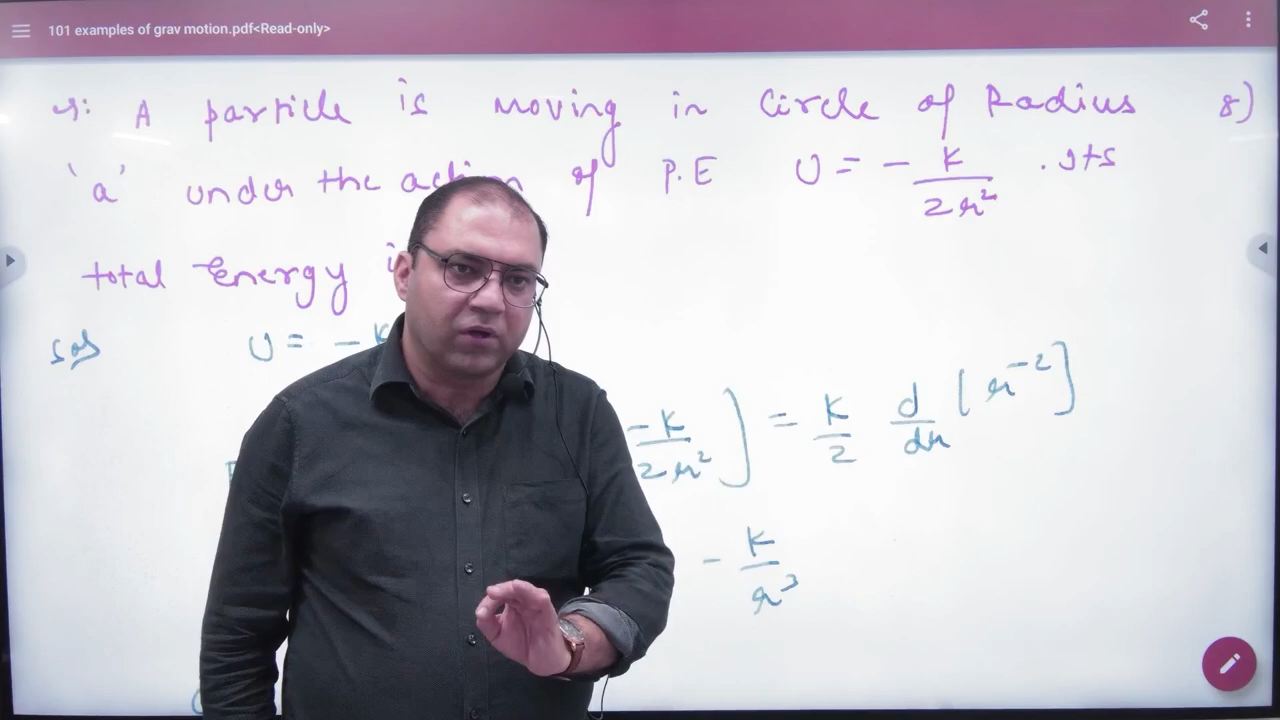 101 examples of grav motion.pdf<Read-only>
A particle is moving in circle of Radius 8)
'a' under the action of P.E U = - K / 2r² . Its
total Energy i
Sol U = - K
- K / 2r² ) = K / 2 d / dr [ r⁻² ]
- K / r³